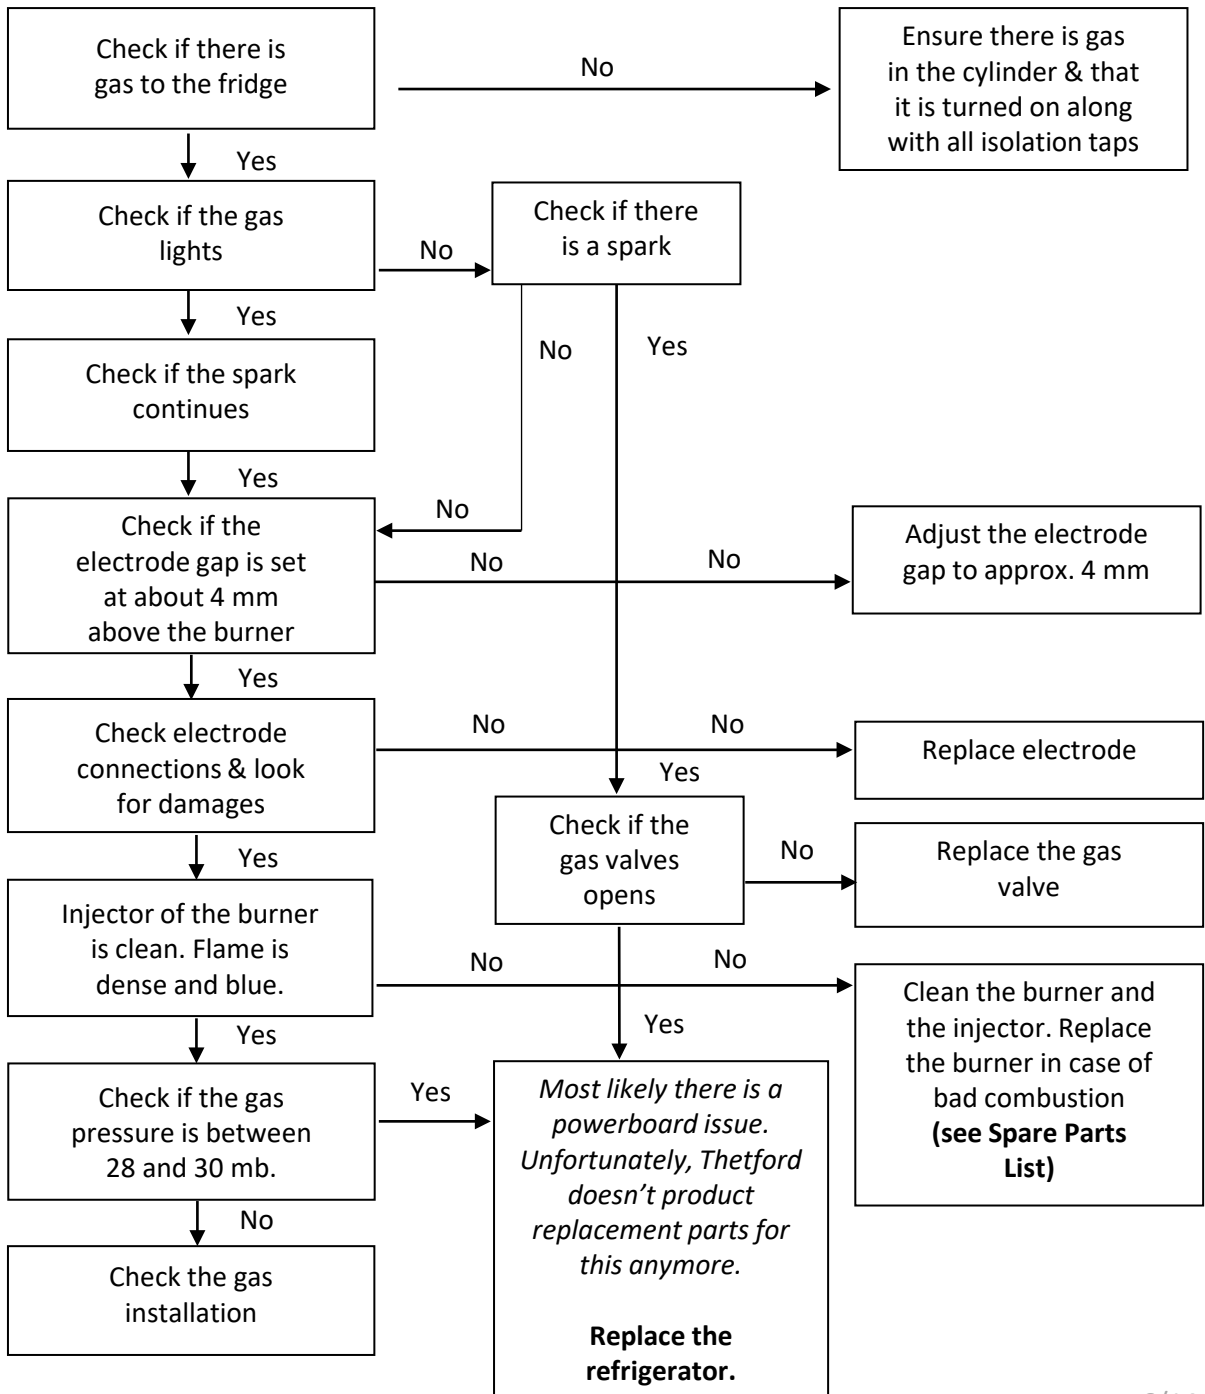 Check if there is
gas to the fridge
No
Ensure there is gas
in the cylinder & that
it is turned on along
with all isolation taps
Yes
Check if the gas
lights
No
Check if there
is a spark
Yes
Check if the spark
continues
No
Yes
Yes
Check if the
electrode gap is set
at about 4 mm
above the burner
No
No
No
Adjust the electrode
gap to approx. 4 mm
Yes
Check electrode
connections & look
for damages
No
No
Replace electrode
Yes
Check if the
gas valves
opens
No
Replace the gas
valve
Yes
Injector of the burner
is clean. Flame is
dense and blue.
No
No
Clean the burner and
the injector. Replace
the burner in case of
bad combustion
(see Spare Parts
List)
Yes
Yes
Check if the gas
pressure is between
28 and 30 mb.
Yes
Most likely there is a
powerboard issue.
Unfortunately, Thetford
doesn’t product
replacement parts for
this anymore.
Replace the
refrigerator.
No
Check the gas
installation